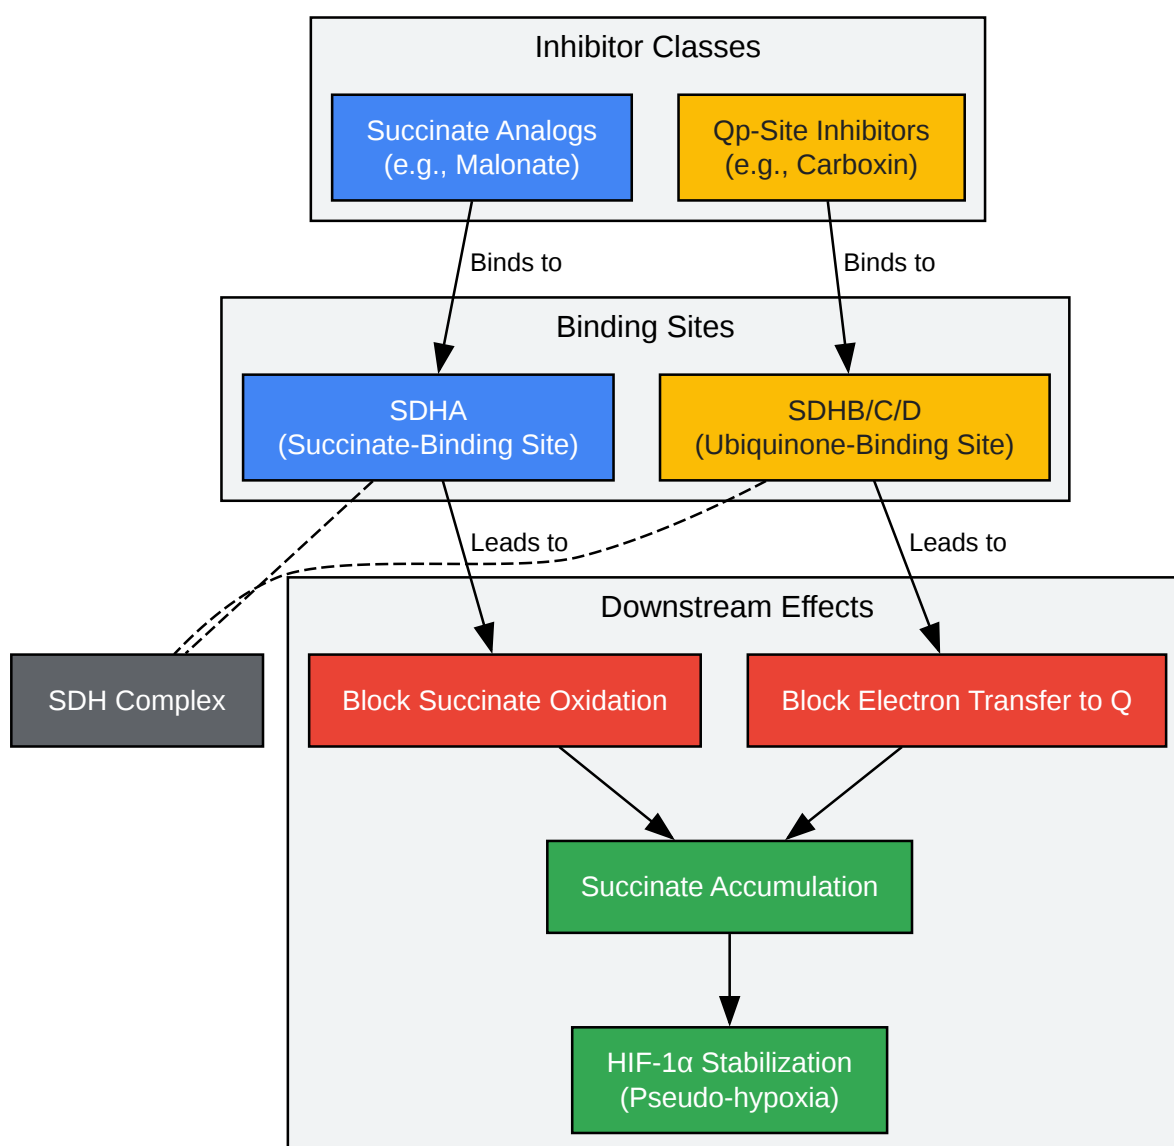 Inhibitor Classes
Succinate Analogs
(e.g., Malonate)
Qp-Site Inhibitors
(e.g., Carboxin)
Binds to
Binds to
Binding Sites
SDHA
(Succinate-Binding Site)
SDHB/C/D
(Ubiquinone-Binding Site)
Leads to
Leads to
Downstream Effects
SDH Complex
Block Succinate Oxidation
Block Electron Transfer to Q
Succinate Accumulation
HIF-1α Stabilization
(Pseudo-hypoxia)